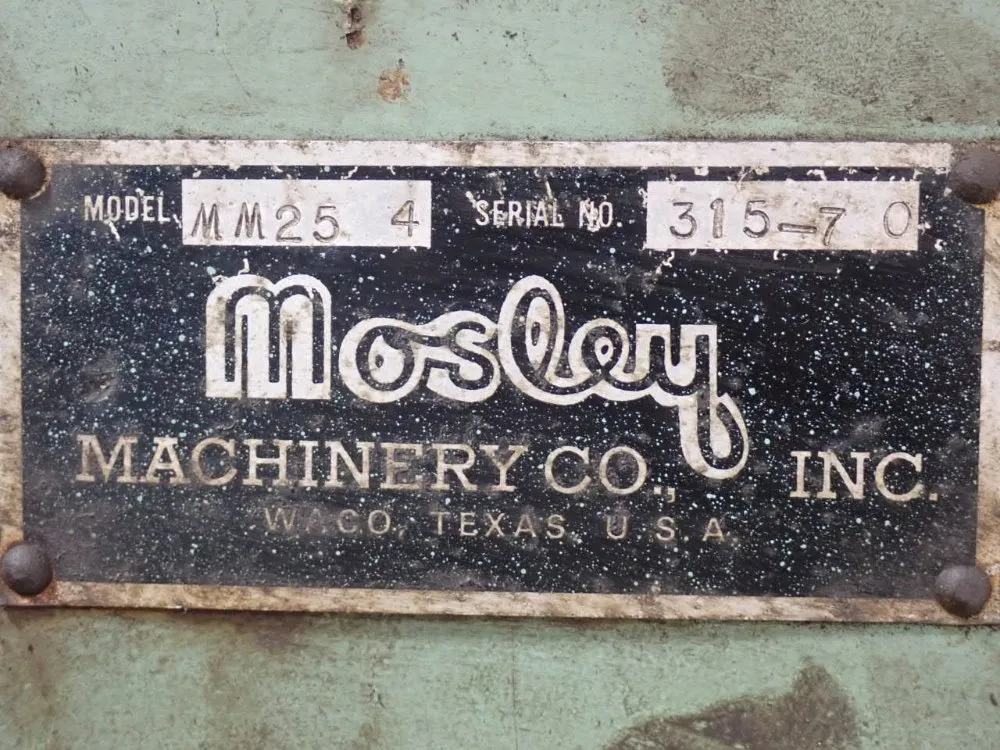 MODEL MM25 4 SERIAL NO. 315-7 0
Mosley
MACHINERY CO., INC.
WACO, TEXAS, U.S.A.